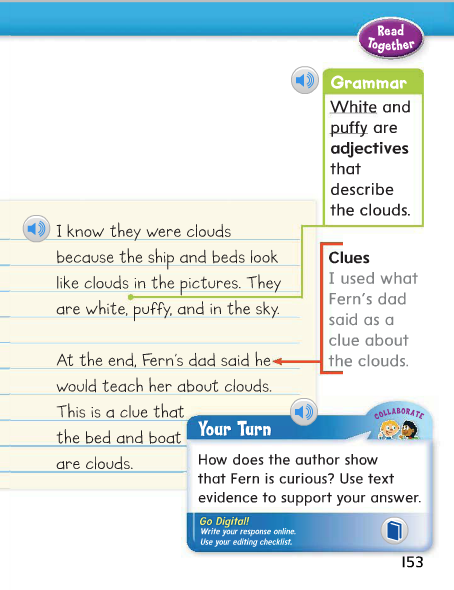 Read
Together
Grammar
White and
puffy are
adjectives
that
describe
the clouds.
I know they were clouds
because the ship and beds look
like clouds in the pictures. They
are white, puffy, and in the sky.
Clues
I used what
Fern's dad
said as a
clue about
the clouds.
At the end, Fern's dad said he
would teach her about clouds.
This is a clue that
the bed and boat
are clouds.
COLLABORATE
Your Turn
How does the author show
that Fern is curious? Use text
evidence to support your answer.
Go Digital!
Write your response online.
Use your editing checklist.
153